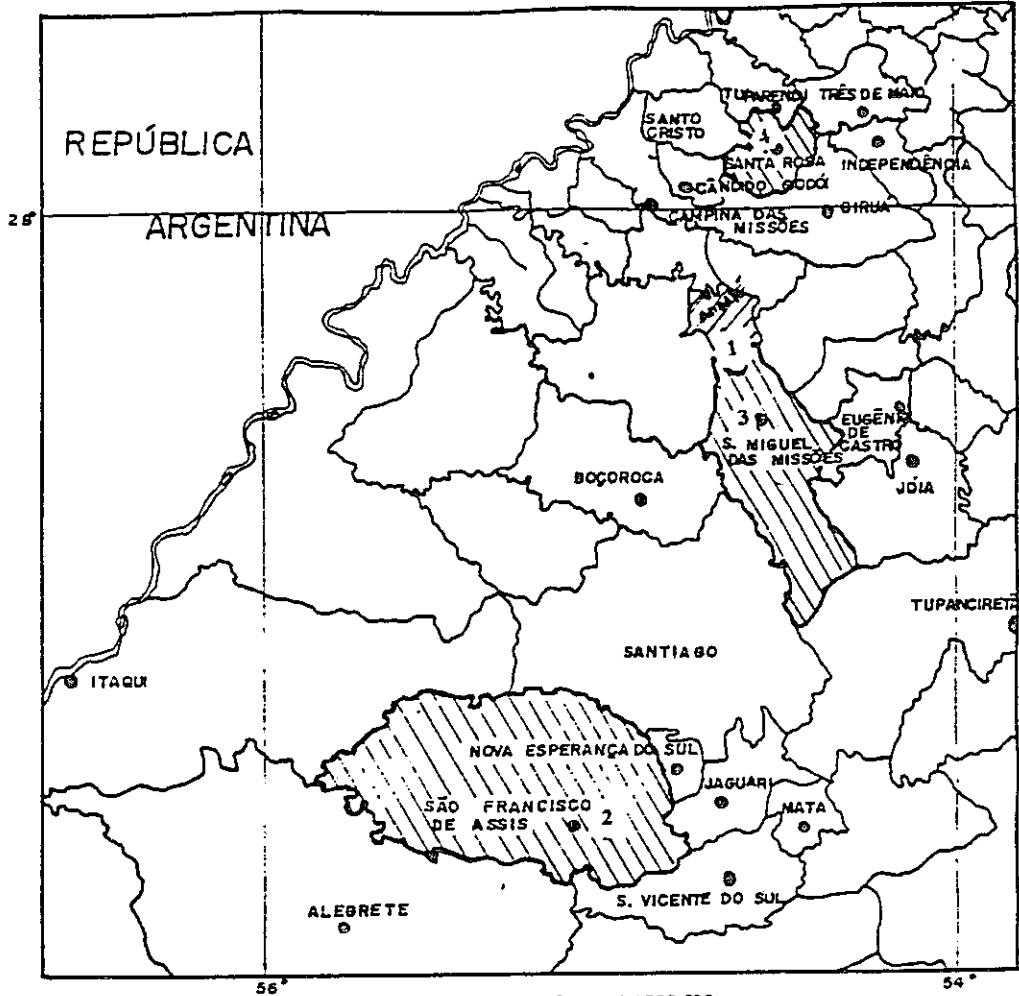 TUPARENDI TRÊS DE MAIO
SANTO
CRISTO
REPÚBLICA
ARGENTINA
4
SANTA ROSA
INDEPENDÊNCIA
CÂNDIDO GODÓI
28°
CAMPINA DAS
MISSÕES
GIRUA
1
3
S. MIGUEL
DAS MISSÕES
EUGÊNIO
DE
CASTRO
JÓIA
BOÇOROCA
TUPANCIRETÃ
SANTIAGO
ITAQUI
NOVA ESPERANÇA DO SUL
JAGUARI
SÃO FRANCISCO
DE ASSIS
2
MATA
S. VICENTE DO SUL
ALEGRETE
56°
54°